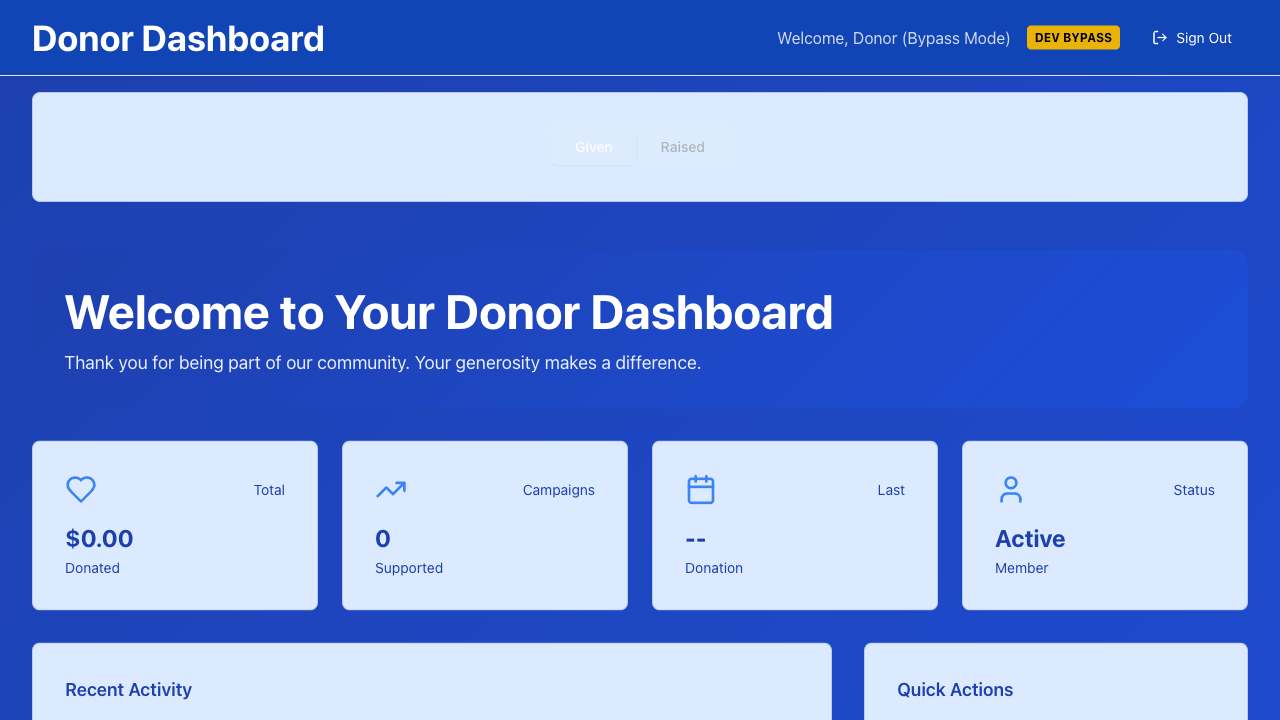 Donor Dashboard
Welcome, Donor (Bypass Mode)
DEV BYPASS
Sign Out
Given
Raised
Welcome to Your Donor Dashboard
Thank you for being part of our community. Your generosity makes a difference.
Total
$0.00
Donated
Campaigns
0
Supported
Last
--
Donation
Status
Active
Member
Recent Activity
Quick Actions